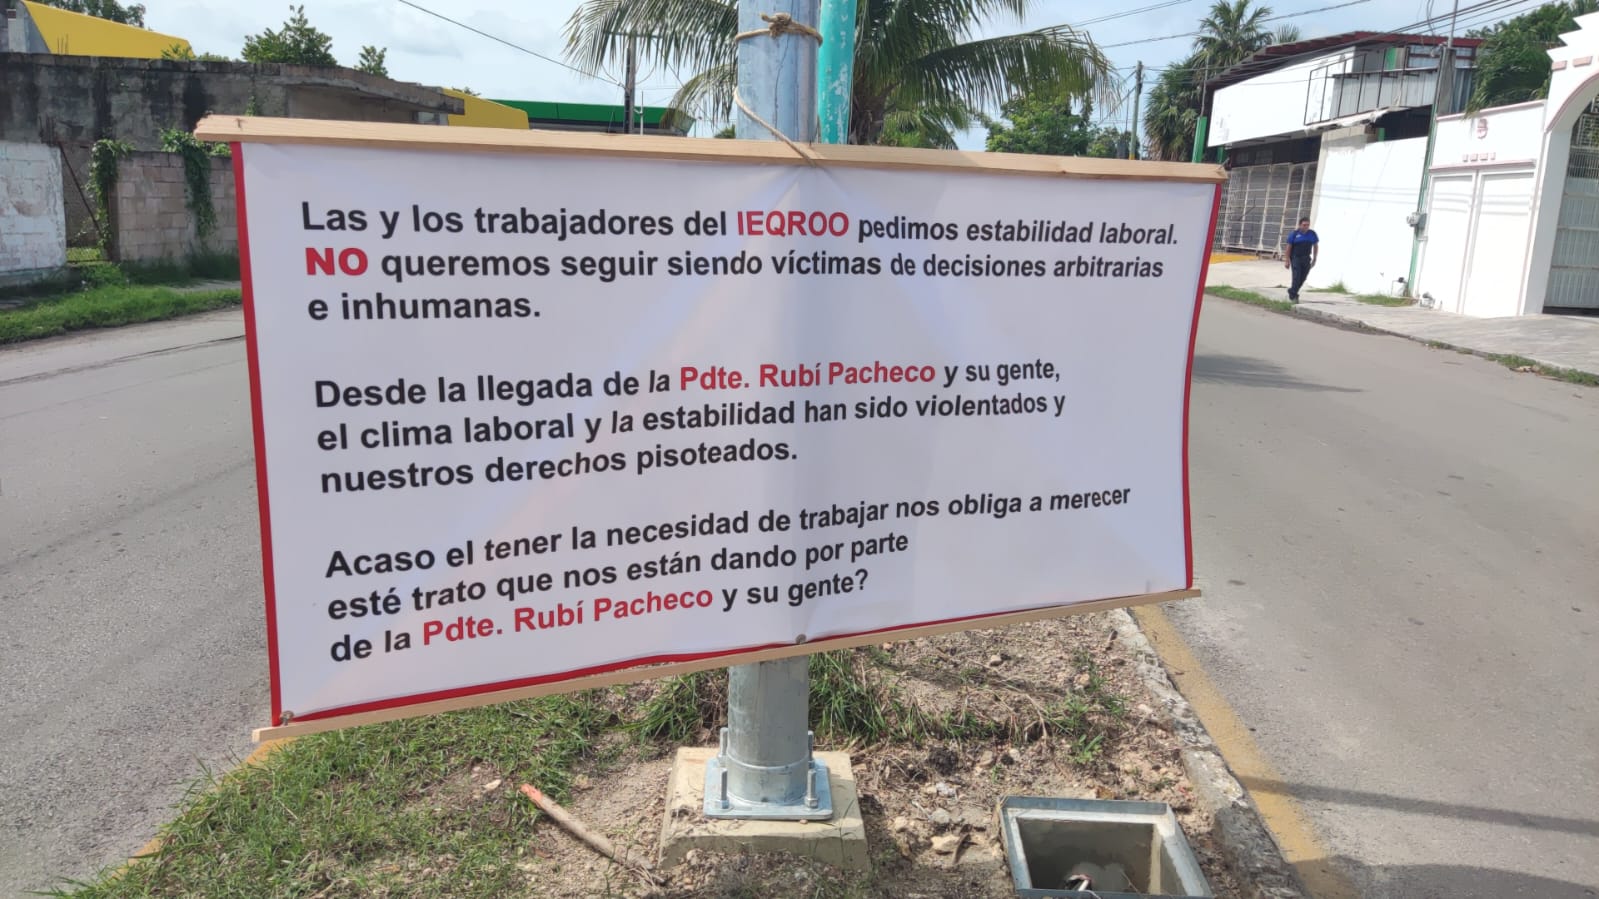 Las y los trabajadores del IEQROO pedimos estabilidad laboral.
NO queremos seguir siendo víctimas de decisiones arbitrarias
e inhumanas.
Desde la llegada de la Pdte. Rubí Pacheco y su gente,
el clima laboral y la estabilidad han sido violentados y
nuestros derechos pisoteados.
Acaso el tener la necesidad de trabajar nos obliga a merecer
esté trato que nos están dando por parte
de la Pdte. Rubí Pacheco y su gente?